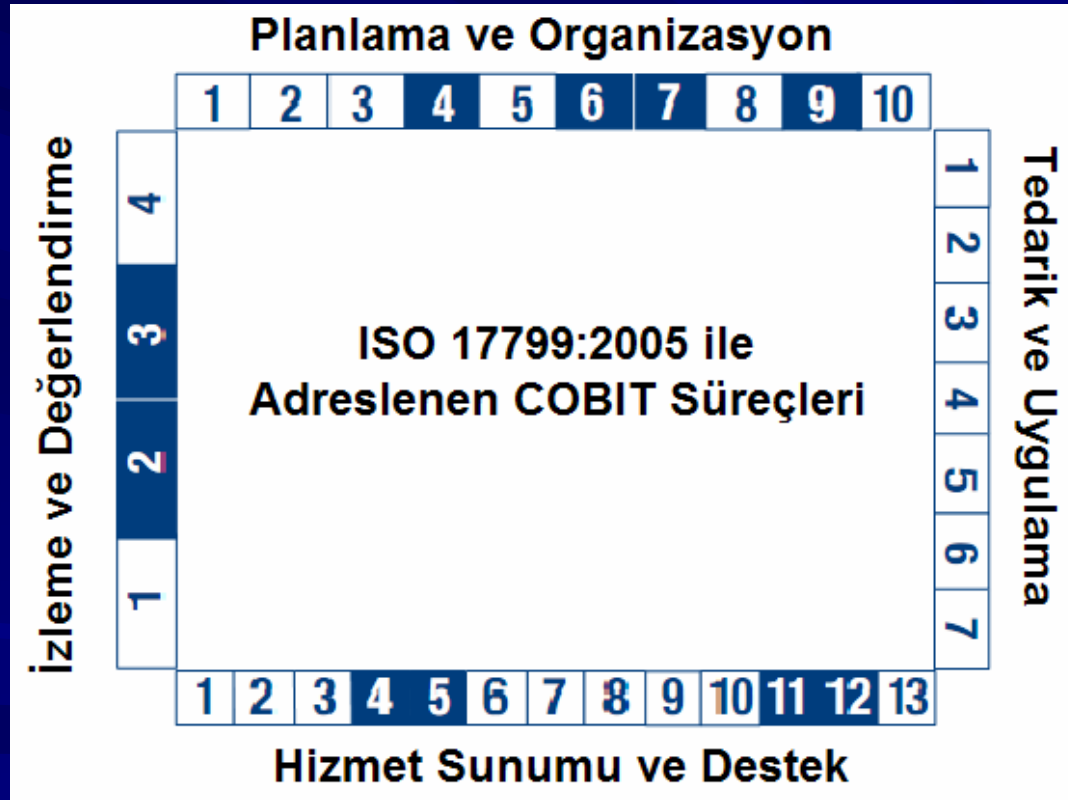 Planlama ve Organizasyon
1 2 3 4 5 6 7 8 9 10
İzleme ve Değerlendirme
4 3 2 1
ISO 17799:2005 ile
Adreslenen COBIT Süreçleri
1 2 3 4 5 6 7
Tedarik ve Uygulama
1 2 3 4 5 6 7 8 9 10 11 12 13
Hizmet Sunumu ve Destek